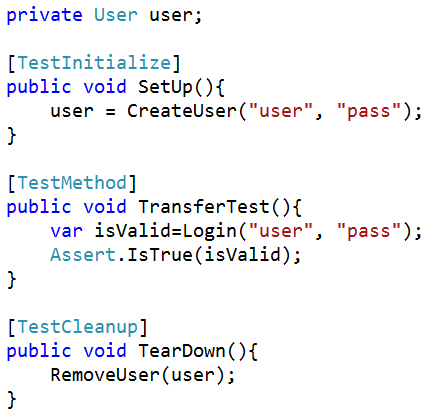 private User user;
[TestInitialize]
public void SetUp(){
    user = CreateUser("user", "pass");
}
[TestMethod]
public void TransferTest(){
    var isValid=Login("user", "pass");
    Assert.IsTrue(isValid);
}
[TestCleanup]
public void TearDown(){
    RemoveUser(user);
}